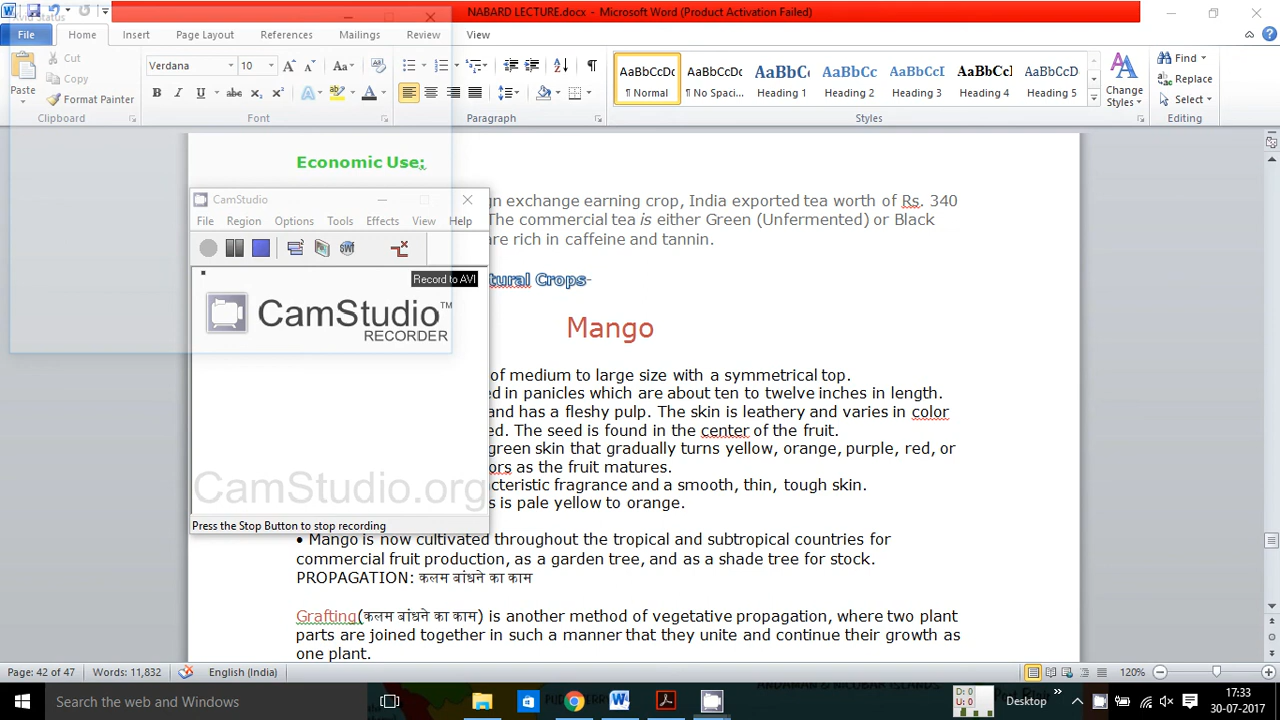 NABARD LECTURE.docx - Microsoft Word (Product Activation Failed)
File Home Insert Page Layout References Mailings Review View
Cut
Copy
Format Painter
Paste
Verdana 10
AaBbCcDc AaBbCcDc AaBbC AaBbCc AaBbCcI AaBbCcI AaBbCcDc
¶ Normal ¶ No Spaci... Heading 1 Heading 2 Heading 3 Heading 4 Heading 5
Change Styles
Find
Replace
Select
Clipboard Font Paragraph Styles Editing
Economic Use;
CamStudio
File Region Options Tools Effects View Help
Record to AVI
CamStudio™
RECORDER
CamStudio.org
Press the Stop Button to stop recording
gn exchange earning crop, India exported tea worth of Rs. 340
The commercial tea is either Green (Unfermented) or Black
are rich in caffeine and tannin.
tural Crops-
Mango
of medium to large size with a symmetrical top.
ed in panicles which are about ten to twelve inches in length.
and has a fleshy pulp. The skin is leathery and varies in color
ed. The seed is found in the center of the fruit.
green skin that gradually turns yellow, orange, purple, red, or
ors as the fruit matures.
cteristic fragrance and a smooth, thin, tough skin.
s is pale yellow to orange.
• Mango is now cultivated throughout the tropical and subtropical countries for
commercial fruit production, as a garden tree, and as a shade tree for stock.
PROPAGATION: कलम बांधने का काम
Grafting(कलम बांधने का काम) is another method of vegetative propagation, where two plant
parts are joined together in such a manner that they unite and continue their growth as
one plant.
Page: 42 of 47 Words: 11,832 English (India) 120%
Search the web and Windows
D: 0
U: 0
Desktop
17:33
30-07-2017